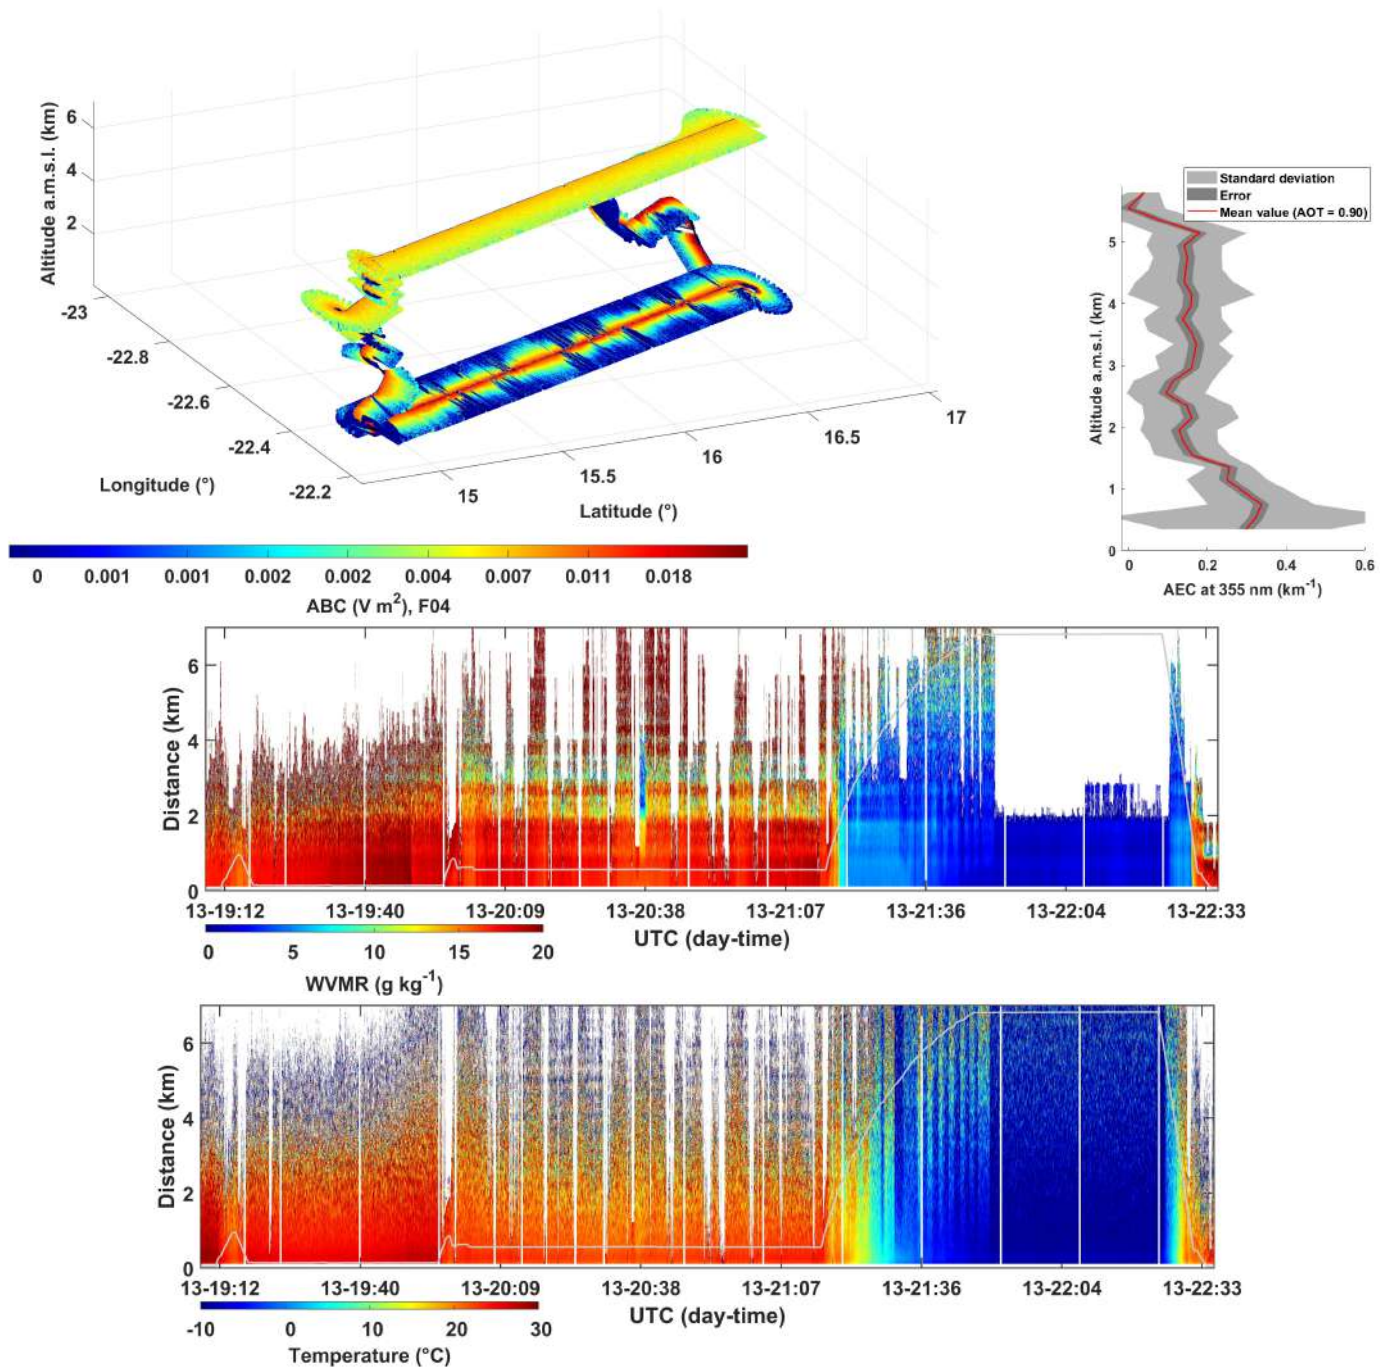 Altitude a.m.s.l. (km)
6
4
2
-23
-22.8
-22.6
-22.4
-22.2
Longitude (°)
15
15.5
16
16.5
17
Latitude (°)
0 0.001 0.001 0.002 0.002 0.004 0.007 0.011 0.018
ABC (V m²), F04
Standard deviation
Error
Mean value (AOT = 0.90)
Altitude a.m.s.l. (km)
5
4
3
2
1
0
0 0.2 0.4 0.6
AEC at 355 nm (km⁻¹)
Distance (km)
6
4
2
0
13-19:12 13-19:40 13-20:09 13-20:38 13-21:07 13-21:36 13-22:04 13-22:33
UTC (day-time)
0 5 10 15 20
WVMR (g kg⁻¹)
Distance (km)
6
4
2
0
13-19:12 13-19:40 13-20:09 13-20:38 13-21:07 13-21:36 13-22:04 13-22:33
UTC (day-time)
-10 0 10 20 30
Temperature (°C)